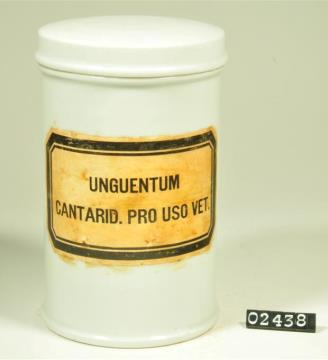 UNGUENTUM
CANTARID. PRO USO VET.
02438